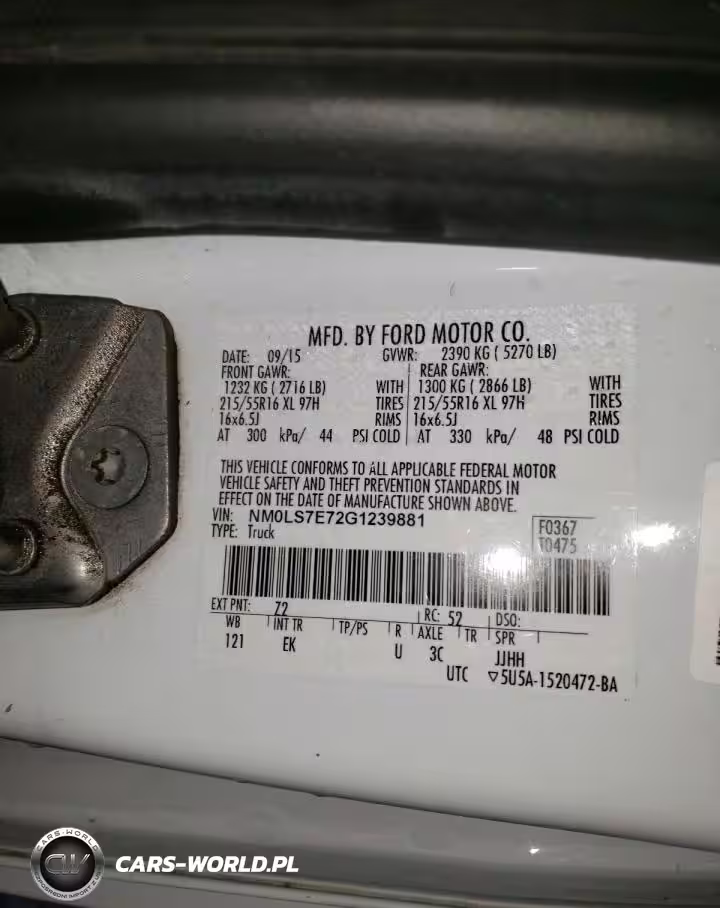 MFD. BY FORD MOTOR CO.
DATE: 09/15 GVWR: 2390 KG ( 5270 LB)
FRONT GAWR: REAR GAWR:
1232 KG ( 2716 LB) WITH 1300 KG ( 2866 LB) WITH
215/55R16 XL 97H TIRES 215/55R16 XL 97H TIRES
16x6.5J RIMS 16x6.5J RIMS
AT 300 kPa/ 44 PSI COLD AT 330 kPa/ 48 PSI COLD
THIS VEHICLE CONFORMS TO ALL APPLICABLE FEDERAL MOTOR
VEHICLE SAFETY AND THEFT PREVENTION STANDARDS IN
EFFECT ON THE DATE OF MANUFACTURE SHOWN ABOVE.
VIN: NM0LS7E72G1239881
TYPE: Truck
F0367
T0475
EXT PNT: Z2 RC: 52 DSO:
WB INT TR TP/PS R AXLE TR SPR
121 EK U 3C JJHH
UTC ▽5U5A-1520472-BA
CARS-WORLD
CW
CARS-WORLD.PL